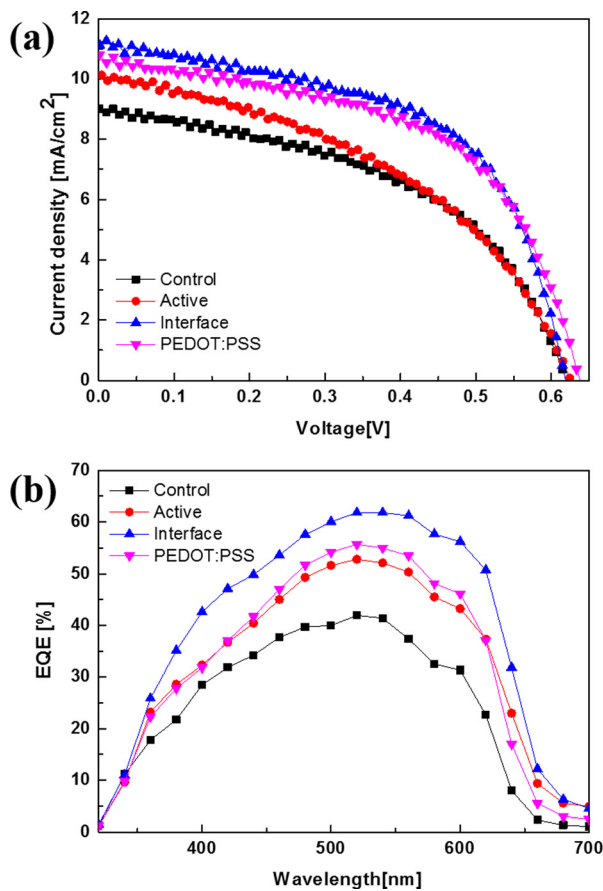 (a)
Current density [mA/cm²]
12
10
8
6
4
2
0
Control
Active
Interface
PEDOT:PSS
0.0 0.1 0.2 0.3 0.4 0.5 0.6
Voltage[V]
(b)
EQE [%]
70
60
50
40
30
20
10
0
Control
Active
Interface
PEDOT:PSS
400 500 600 700
Wavelength[nm]